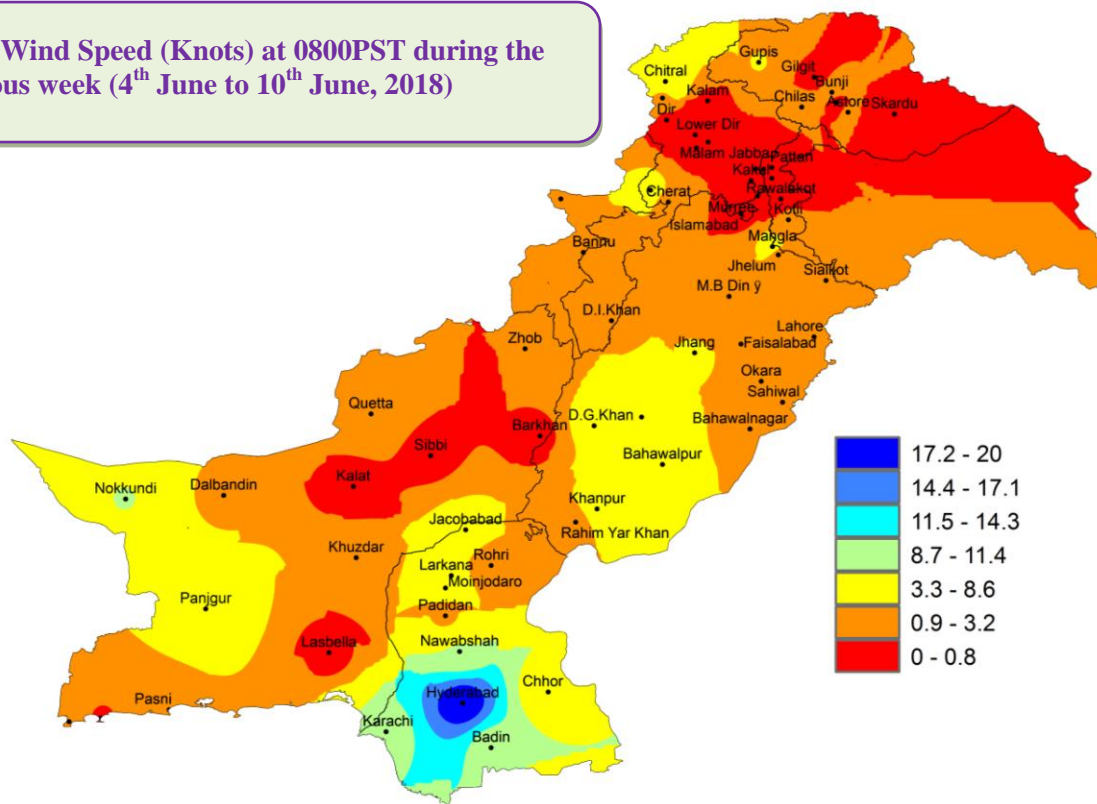 Wind Speed (Knots) at 0800PST during the
ous week (4th June to 10th June, 2018)
Gupis
Gilgit
Chitral
Bunji
Kalam
Chilas
Astore
Skardu
Dir
Lower Dir
Malam Jabba
Pattan
Kakul
Cherat
Rawalakot
Murree
Kotli
Islamabad
Mangla
Bannu
Jhelum
Sialkot
M.B Din ÿ
D.I.Khan
Lahore
Zhob
Jhang
Faisalabad
Okara
Sahiwal
Quetta
D.G.Khan
Bahawalnagar
Barkhan
Sibbi
Bahawalpur
Kalat
Nokkundi
Dalbandin
Khanpur
Jacobabad
Rahim Yar Khan
Khuzdar
Rohri
Larkana
Moinjodaro
Panjgur
Padidan
Lasbella
Nawabshah
Chhor
Hyderabad
Pasni
Karachi
Badin
17.2 - 20
14.4 - 17.1
11.5 - 14.3
8.7 - 11.4
3.3 - 8.6
0.9 - 3.2
0 - 0.8